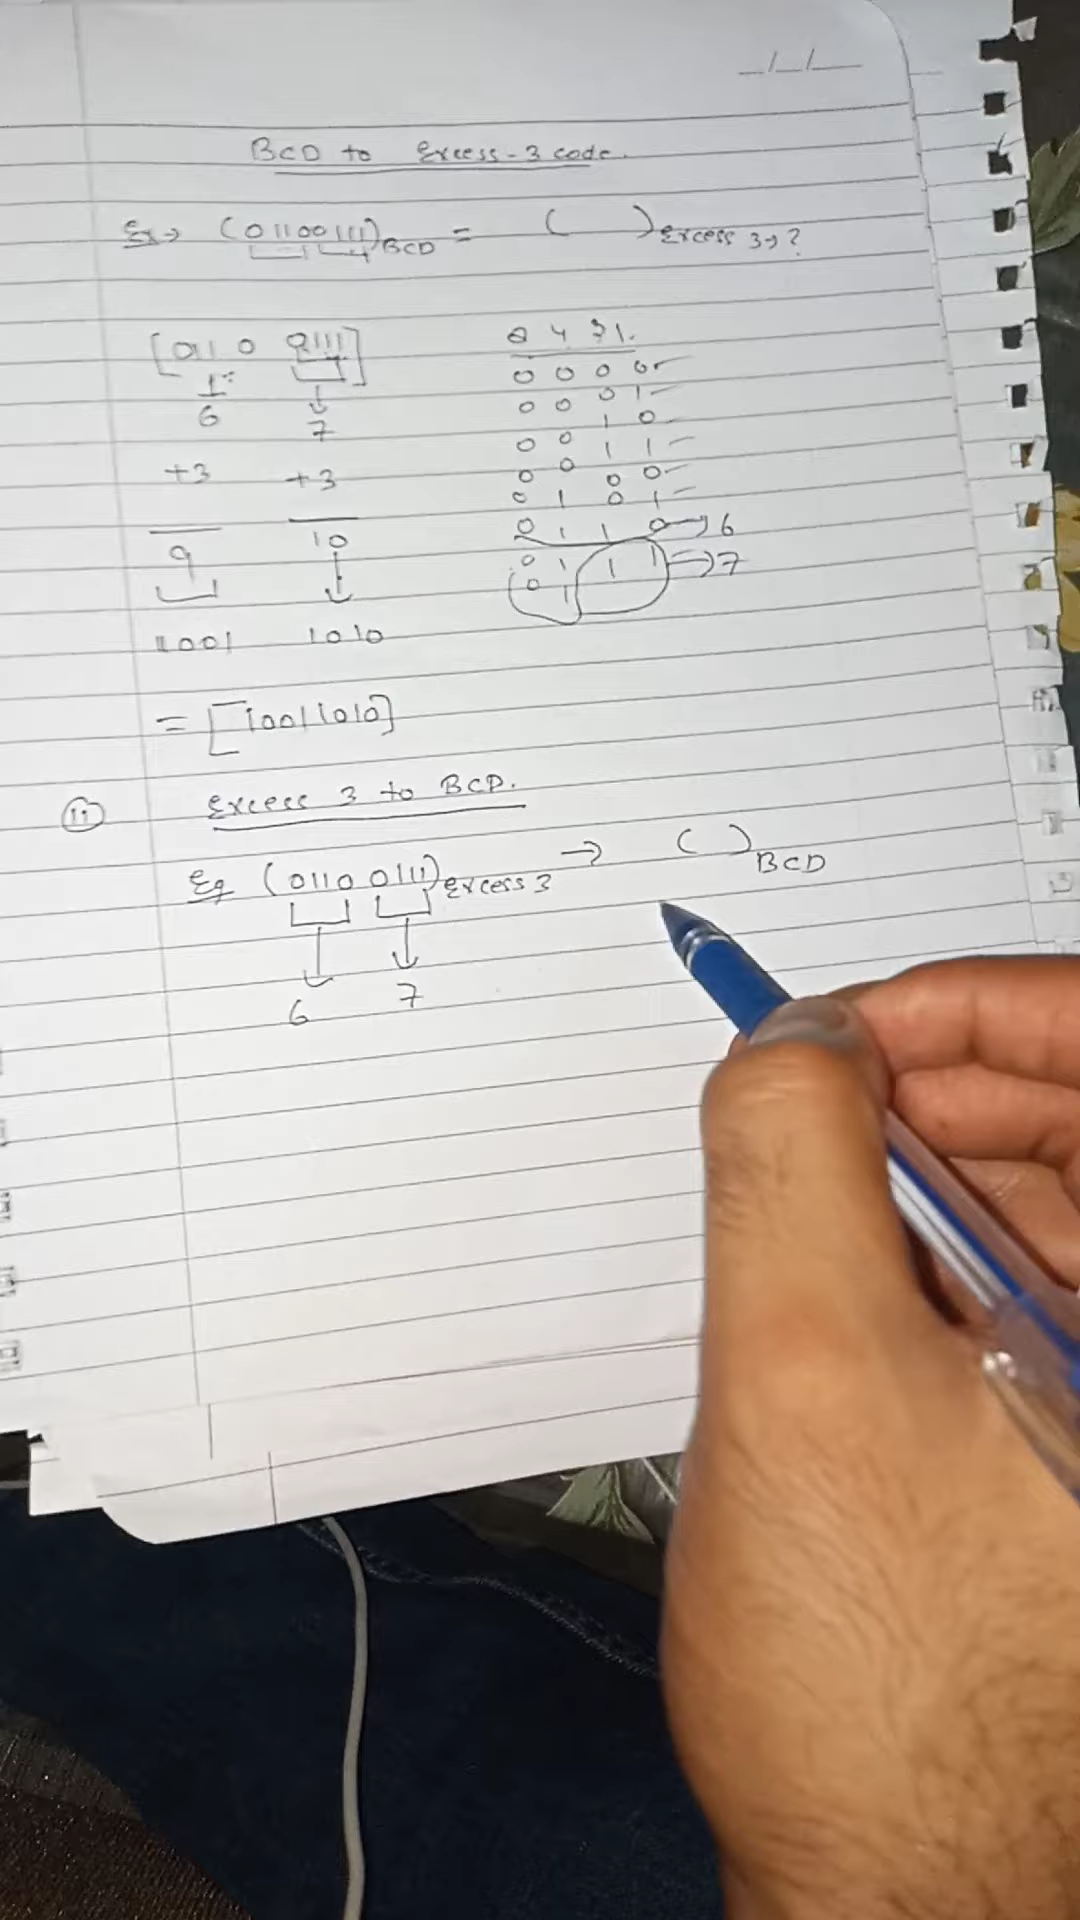 _/_/_
BCD to Excess-3 code.
Ex→ (01100111)BCD = ( )Excess 3→?
[0110 0111]
6 7
+3 +3
9 10
1001 1010
= [10011010]
8 4 2 1.
0 0 0 0
0 0 0 1
0 0 1 0
0 0 1 1
0 1 0 0
0 1 0 1
0 1 1 0 → 6
0 1 1 1 → 7
(ii) Excess 3 to BCD.
Eg (0110 0111)Excess 3 → ( )BCD
6 7